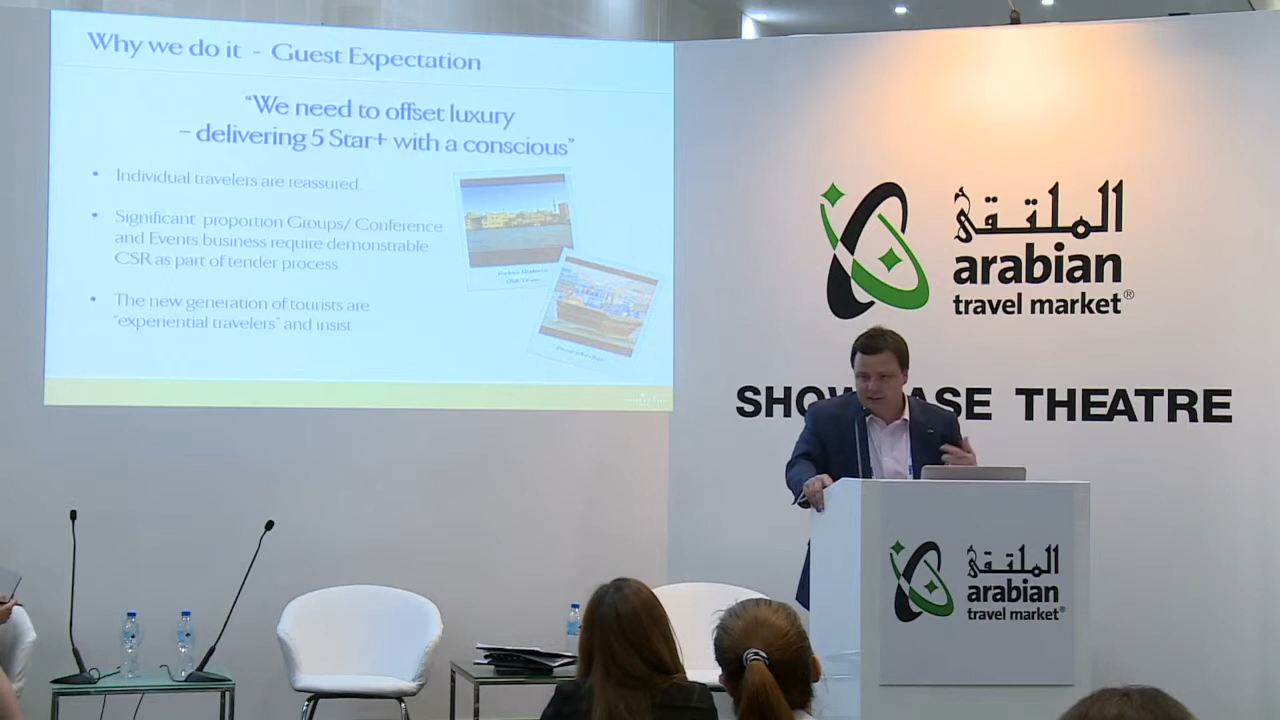 Why we do it - Guest Expectation
“We need to offset luxury
– delivering 5 Star+ with a conscious”
• Individual travelers are reassured.
• Significant proportion Groups/ Conference
and Events business require demonstrable
CSR as part of tender process
• The new generation of tourists are
“experiential travelers” and insist
الملتقى
arabian
travel market®
SHOWCASE THEATRE
الملتقى
arabian
travel market®